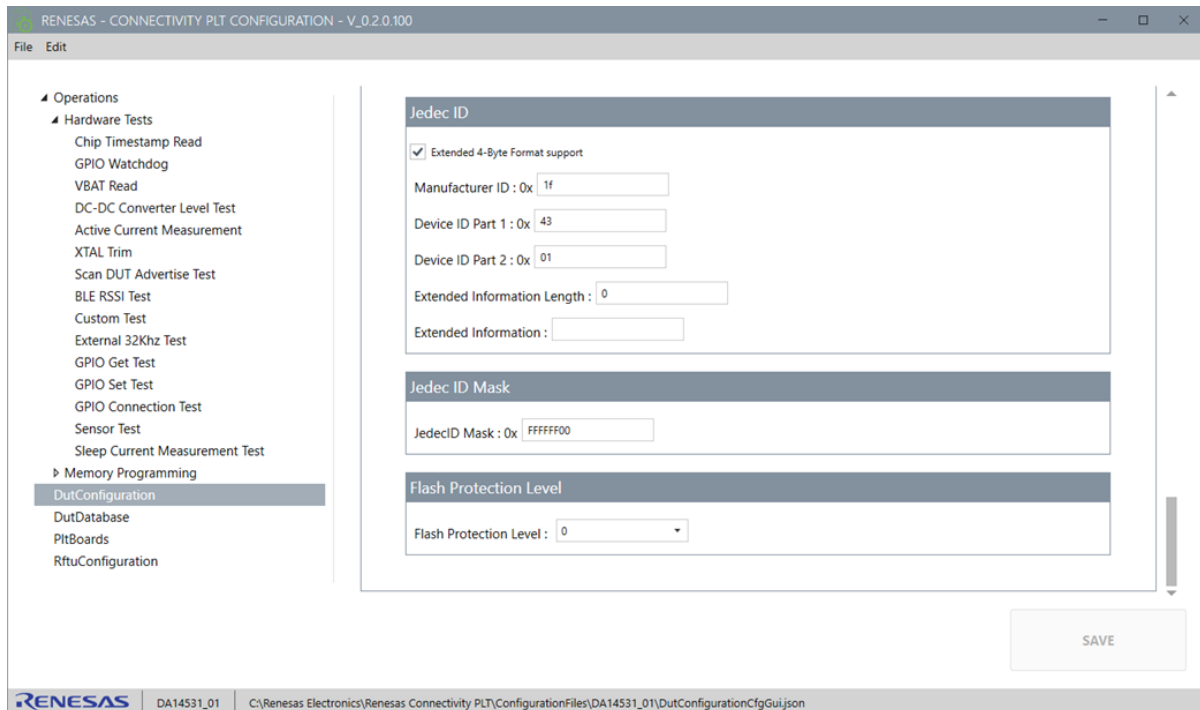 RENESAS - CONNECTIVITY PLT CONFIGURATION - V_0.2.0.100
File Edit
Operations
Hardware Tests
Chip Timestamp Read
GPIO Watchdog
VBAT Read
DC-DC Converter Level Test
Active Current Measurement
XTAL Trim
Scan DUT Advertise Test
BLE RSSI Test
Custom Test
External 32Khz Test
GPIO Get Test
GPIO Set Test
GPIO Connection Test
Sensor Test
Sleep Current Measurement Test
Memory Programming
DutConfiguration
DutDatabase
PltBoards
RftuConfiguration
Jedec ID
Extended 4-Byte Format support
Manufacturer ID : 0x 1f
Device ID Part 1 : 0x 43
Device ID Part 2 : 0x 01
Extended Information Length : 0
Extended Information :
Jedec ID Mask
JedecID Mask : 0x FFFFFF00
Flash Protection Level
Flash Protection Level : 0
SAVE
RENESAS DA14531_01 C:\Renesas Electronics\Renesas Connectivity PLT\ConfigurationFiles\DA14531_01\DutConfigurationCfgGui.json